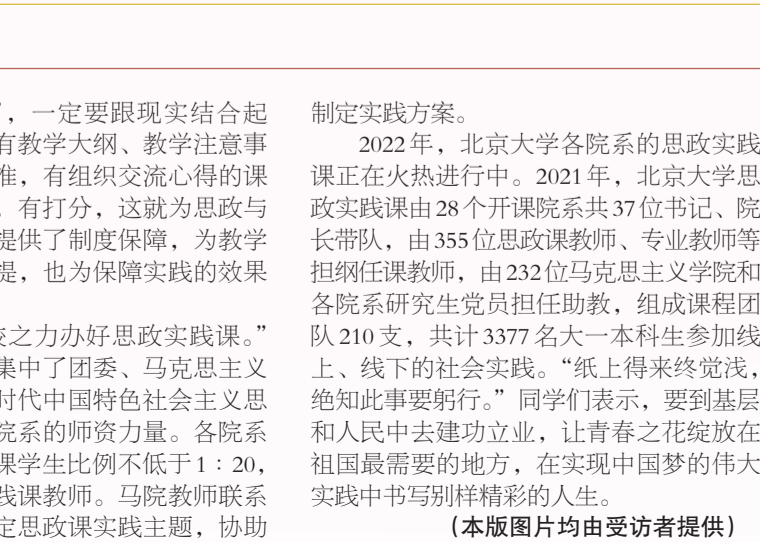 ，一定要跟现实结合起
有教学大纲、教学注意事
准，有组织交流心得的课
有打分，这就为思政与
提供了制度保障，为教学
提，也为保障实践的效果
之力办好思政实践课。”
集中了团委、马克思主义
时代中国特色社会主义思
院系的师资力量。各院系
课学生比例不低于1∶20，
践课教师。马院教师联系
定思政课实践主题，协助
制定实践方案。
2022年，北京大学各院系的思政实践
课正在火热进行中。2021年，北京大学思
政实践课由28个开课院系共37位书记、院
长带队，由355位思政课教师、专业教师等
担纲任课教师，由232位马克思主义学院和
各院系研究生党员担任助教，组成课程团
队210支，共计3377名大一本科生参加线
上、线下的社会实践。“纸上得来终觉浅，
绝知此事要躬行。”同学们表示，要到基层
和人民中去建功立业，让青春之花绽放在
祖国最需要的地方，在实现中国梦的伟大
实践中书写别样精彩的人生。
（本版图片均由受访者提供）